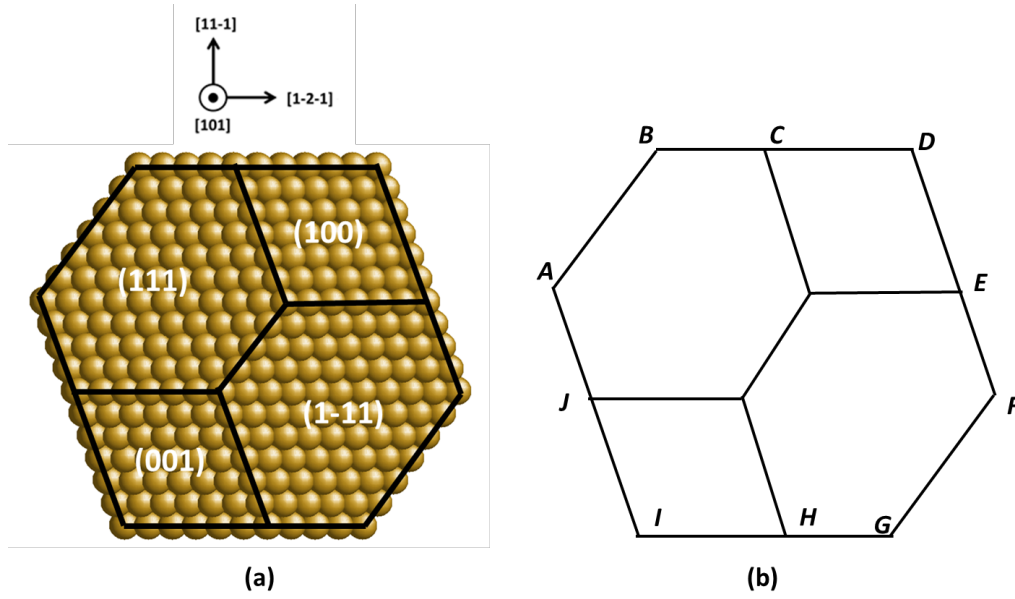 [11-1]
[1-2-1]
[101]
B
C
D
(100)
A
(111)
E
J
F
(1-11)
(001)
I
H
G
(a)
(b)